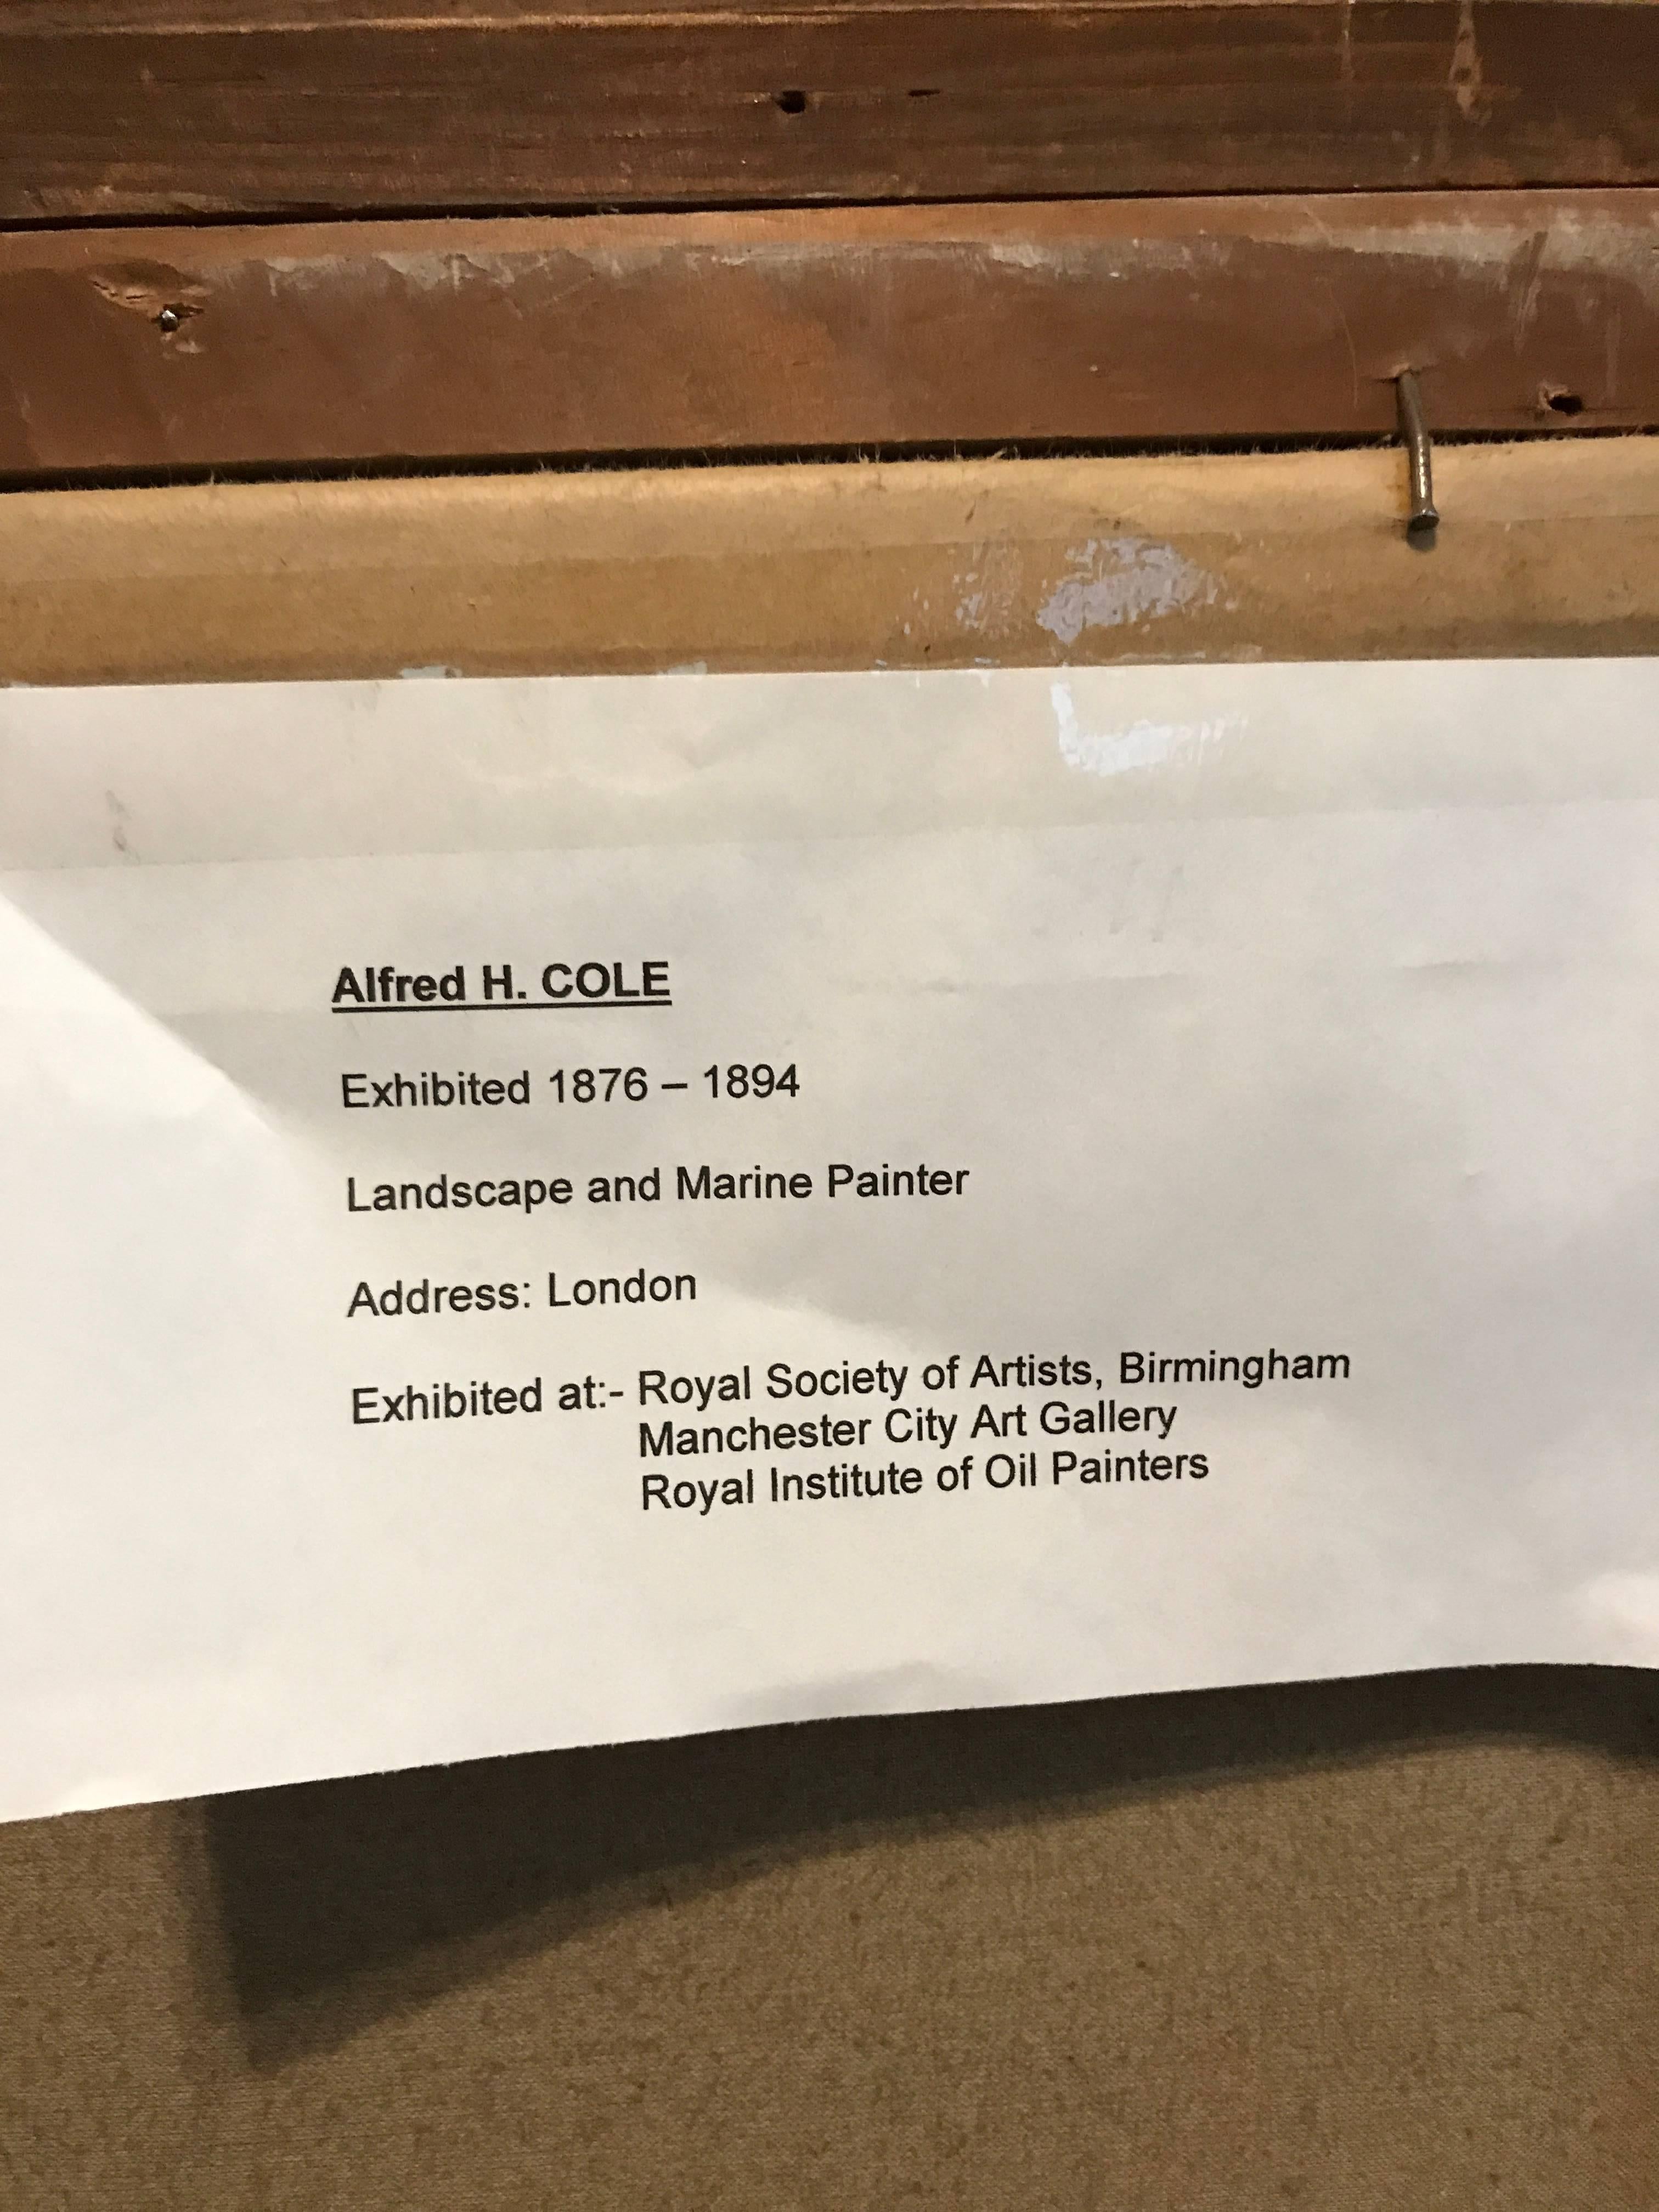 Alfred H. COLE
Exhibited 1876 – 1894
Landscape and Marine Painter
Address: London
Exhibited at:- Royal Society of Artists, Birmingham
Manchester City Art Gallery
Royal Institute of Oil Painters